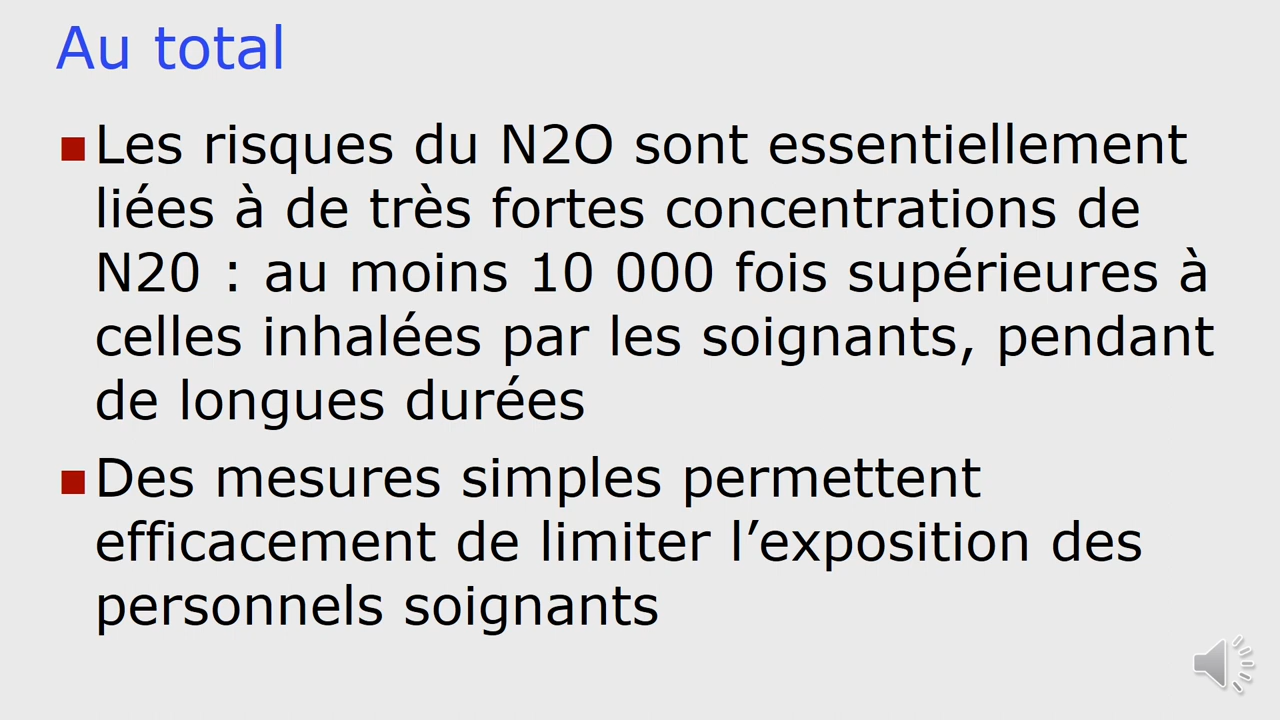 Au total
Les risques du N2O sont essentiellement
liées à de très fortes concentrations de
N20 : au moins 10 000 fois supérieures à
celles inhalées par les soignants, pendant
de longues durées
Des mesures simples permettent
efficacement de limiter l’exposition des
personnels soignants